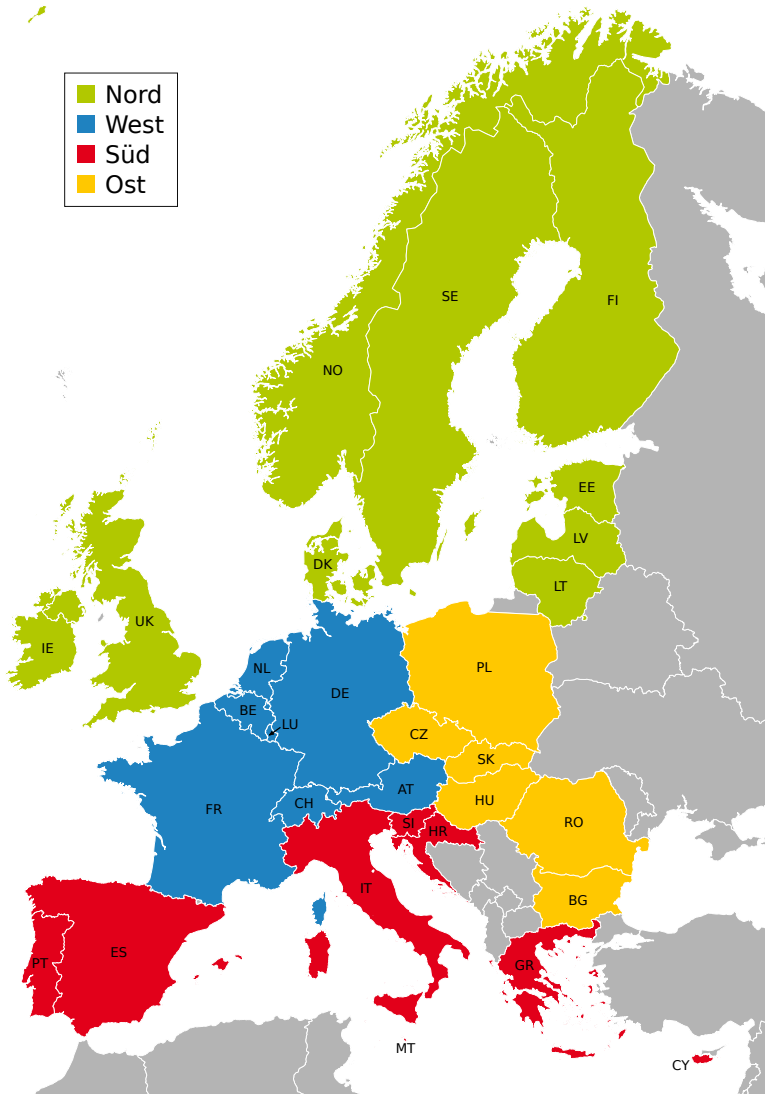 Nord
West
Süd
Ost
SE
FI
NO
EE
LV
DK
LT
UK
IE
NL
PL
DE
BE
LU
CZ
SK
AT
HU
CH
FR
SI
HR
RO
IT
BG
ES
PT
GR
MT
CY